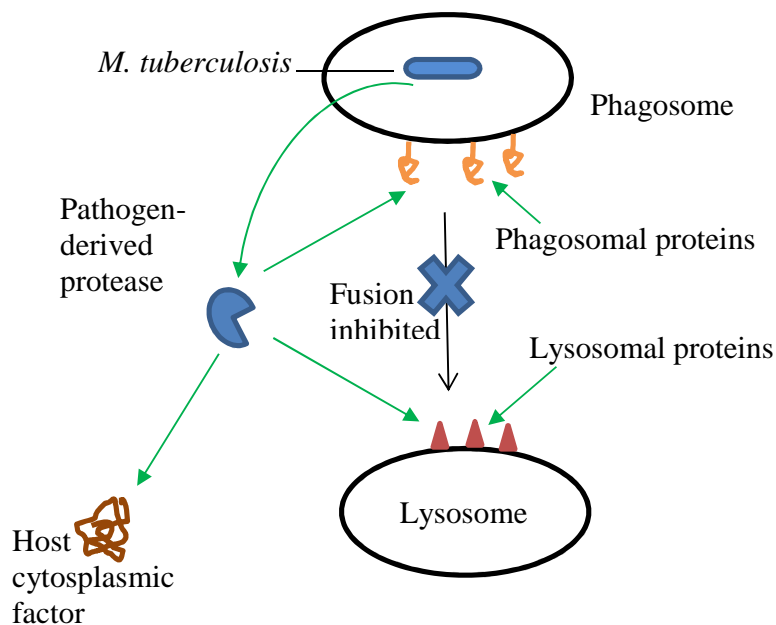 M. tuberculosis
Phagosome
Pathogen-
derived
protease
Phagosomal proteins
Fusion
inhibited
Lysosomal proteins
Lysosome
Host
cytosplasmic
factor